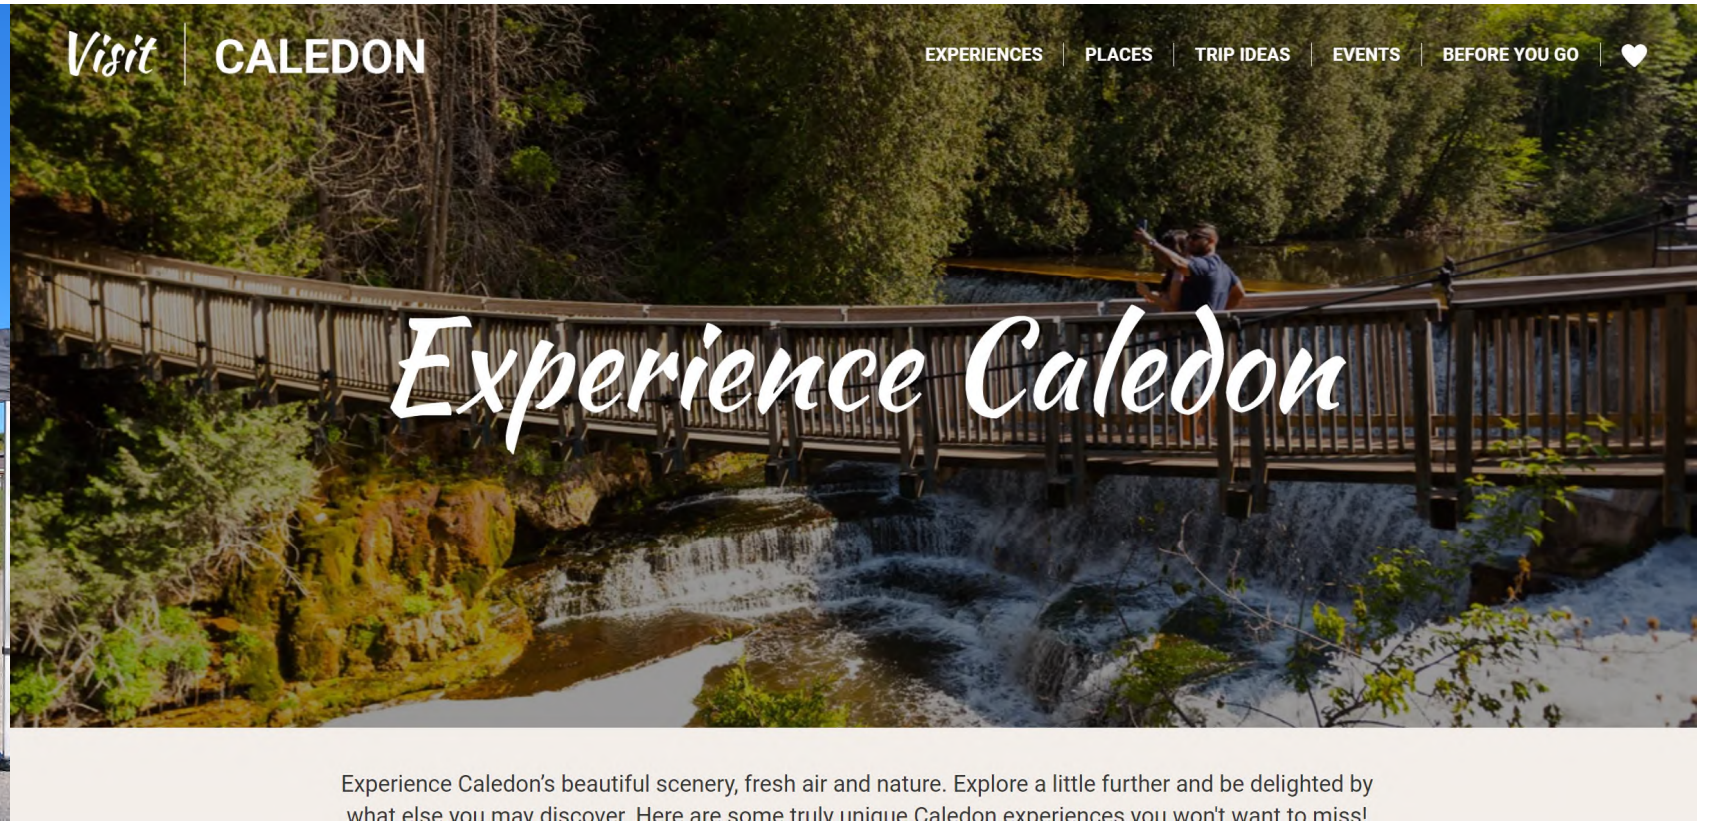 Visit CALEDON
EXPERIENCES PLACES TRIP IDEAS EVENTS BEFORE YOU GO
Experience Caledon
Experience Caledon’s beautiful scenery, fresh air and nature. Explore a little further and be delighted by
what else you may discover. Here are some truly unique Caledon experiences you won't want to miss!